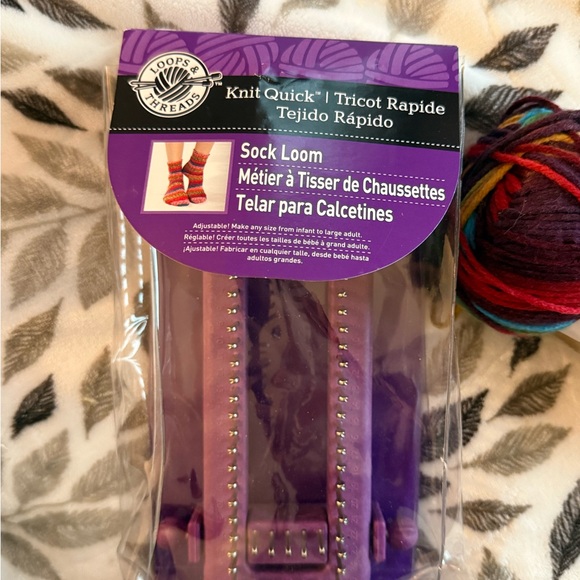 LOOPS & THREADS™
Knit Quick™ | Tricot Rapide
Tejido Rápido
Sock Loom
Métier à Tisser de Chaussettes
Telar para Calcetines
Adjustable! Make any size from infant to large adult.
Réglable! Créer toutes les tailles de bébé à grand adulte.
¡Ajustable! Fabricar en cualquier talle, desde bebé hasta
adultos grandes.